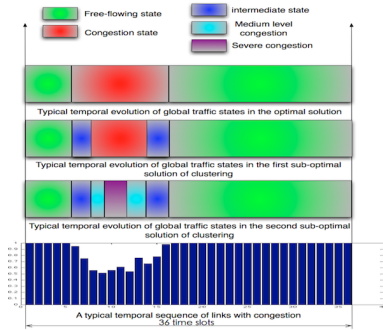 Free-flowing state
intermediate state
Congestion state
Medium level
congestion
Severe congestion
Typical temporal evolution of global traffic states in the optimal solution
Typical temporal evolution of global traffic states in the first sub-optimal
solution of clustering
Typical temporal evolution of global traffic states in the second sub-optimal
solution of clustering
A typical temporal sequence of links with congestion
36 time slots